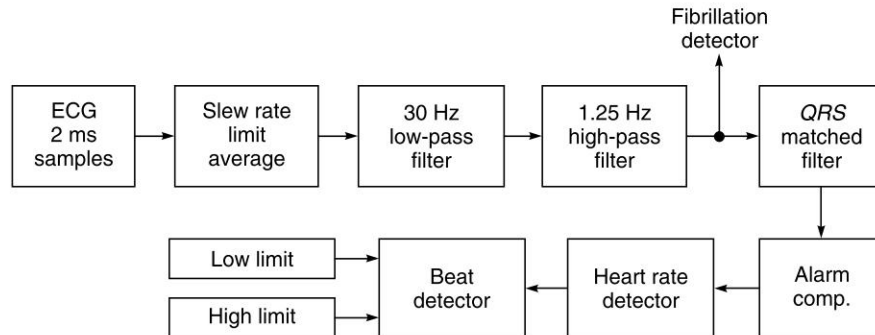 Fibrillation
detector
ECG
2 ms
samples
Slew rate
limit
average
30 Hz
low-pass
filter
1.25 Hz
high-pass
filter
QRS
matched
filter
Low limit
High limit
Beat
detector
Heart rate
detector
Alarm
comp.